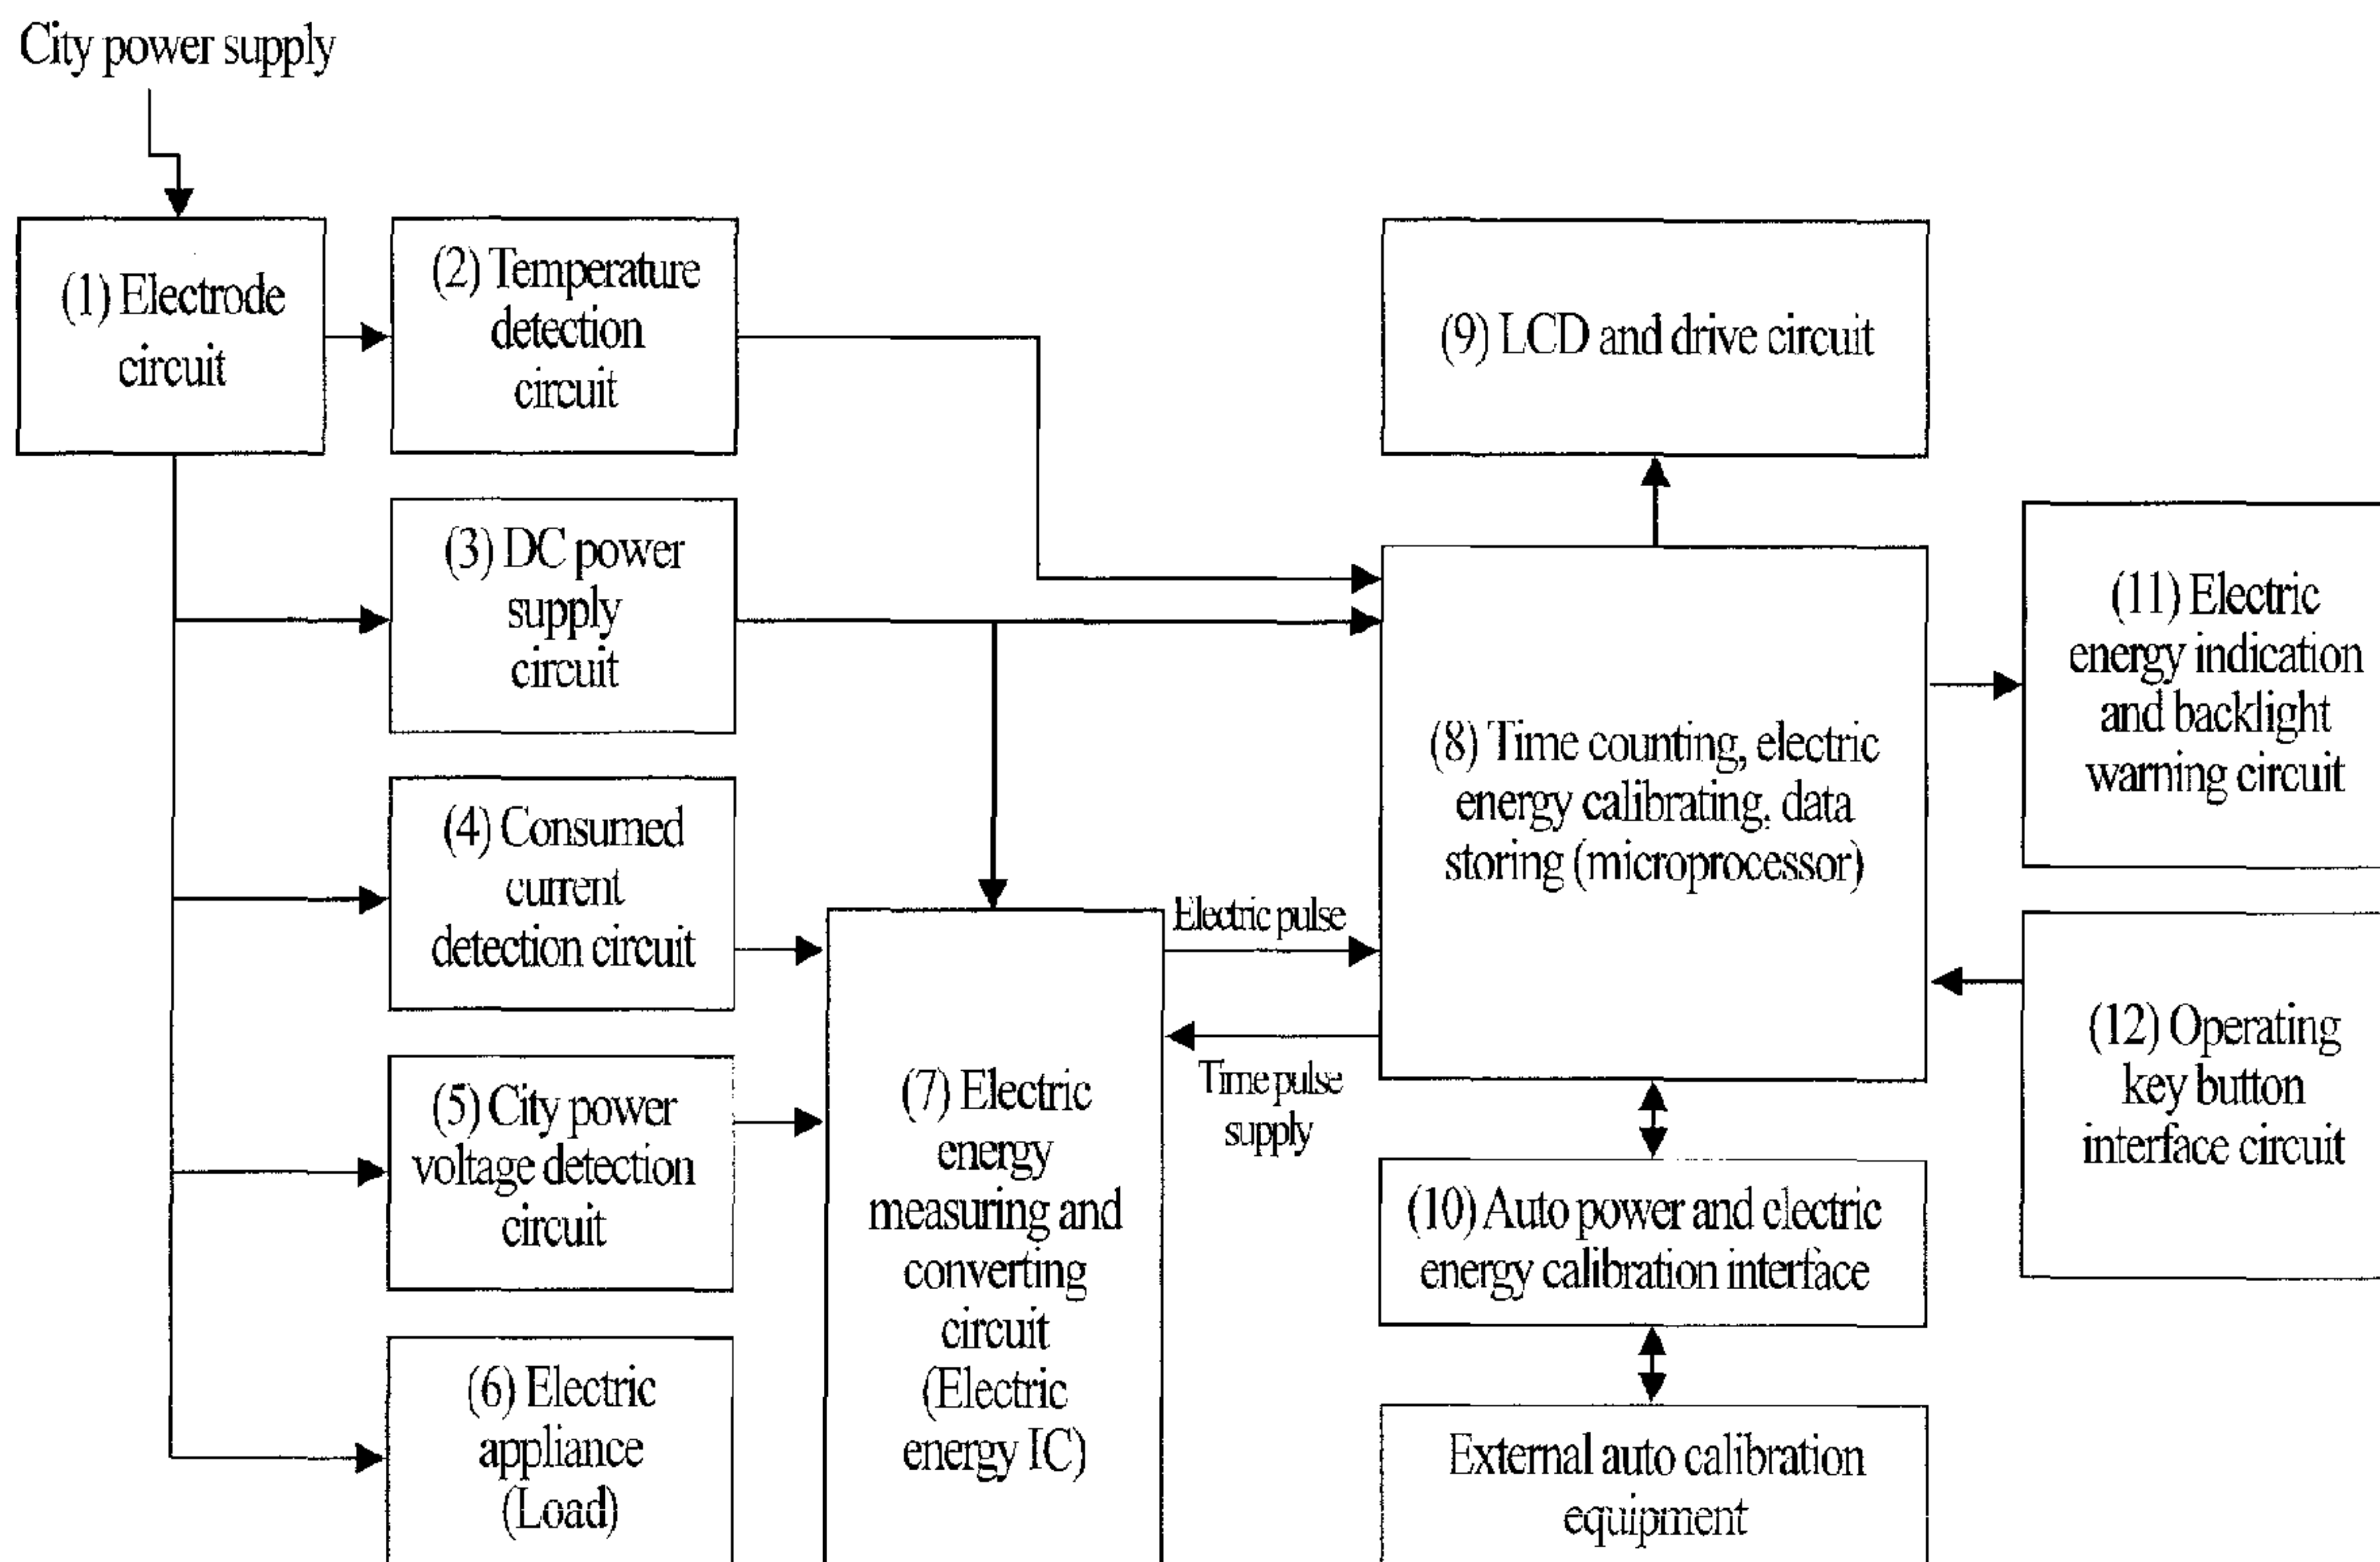 City power supply
(1) Electrode
circuit
(2) Temperature
detection
circuit
(3) DC power
supply
circuit
(4) Consumed
current
detection circuit
(5) City power
voltage detection
circuit
(6) Electric
appliance
(Load)
(7) Electric
energy
measuring and
converting
circuit
(Electric
energy IC)
Electric pulse
Time pulse
supply
(9) LCD and drive circuit
(8) Time counting, electric
energy calibrating, data
storing (microprocessor)
(10) Auto power and electric
energy calibration interface
External auto calibration
equipment
(11) Electric
energy indication
and backlight
warning circuit
(12) Operating
key button
interface circuit